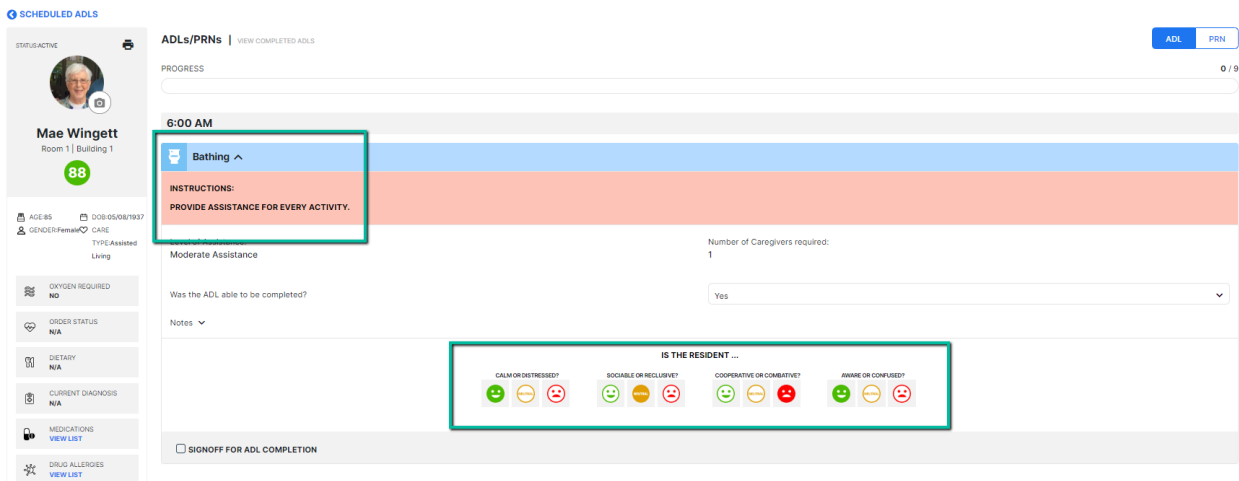 SCHEDULED ADLS
STATUS:ACTIVE
Mae Wingett
Room 1 | Building 1
88
AGE:85
DOB:05/08/1937
GENDER:Female
CARE
TYPE:Assisted
Living
OXYGEN REQUIRED
NO
ORDER STATUS
N/A
DIETARY
N/A
CURRENT DIAGNOSIS
N/A
MEDICATIONS
VIEW LIST
DRUG ALLERGIES
VIEW LIST
ADLs/PRNs | VIEW COMPLETED ADLS
ADL PRN
PROGRESS
0 / 9
6:00 AM
Bathing
INSTRUCTIONS:
PROVIDE ASSISTANCE FOR EVERY ACTIVITY.
Level of Assistance:
Moderate Assistance
Number of Caregivers required:
1
Was the ADL able to be completed?
Yes
Notes
IS THE RESIDENT ...
CALM OR DISTRESSED? SOCIABLE OR RECLUSIVE? COOPERATIVE OR COMBATIVE? AWARE OR CONFUSED?
NEUTRAL NEUTRAL NEUTRAL NEUTRAL
SIGNOFF FOR ADL COMPLETION